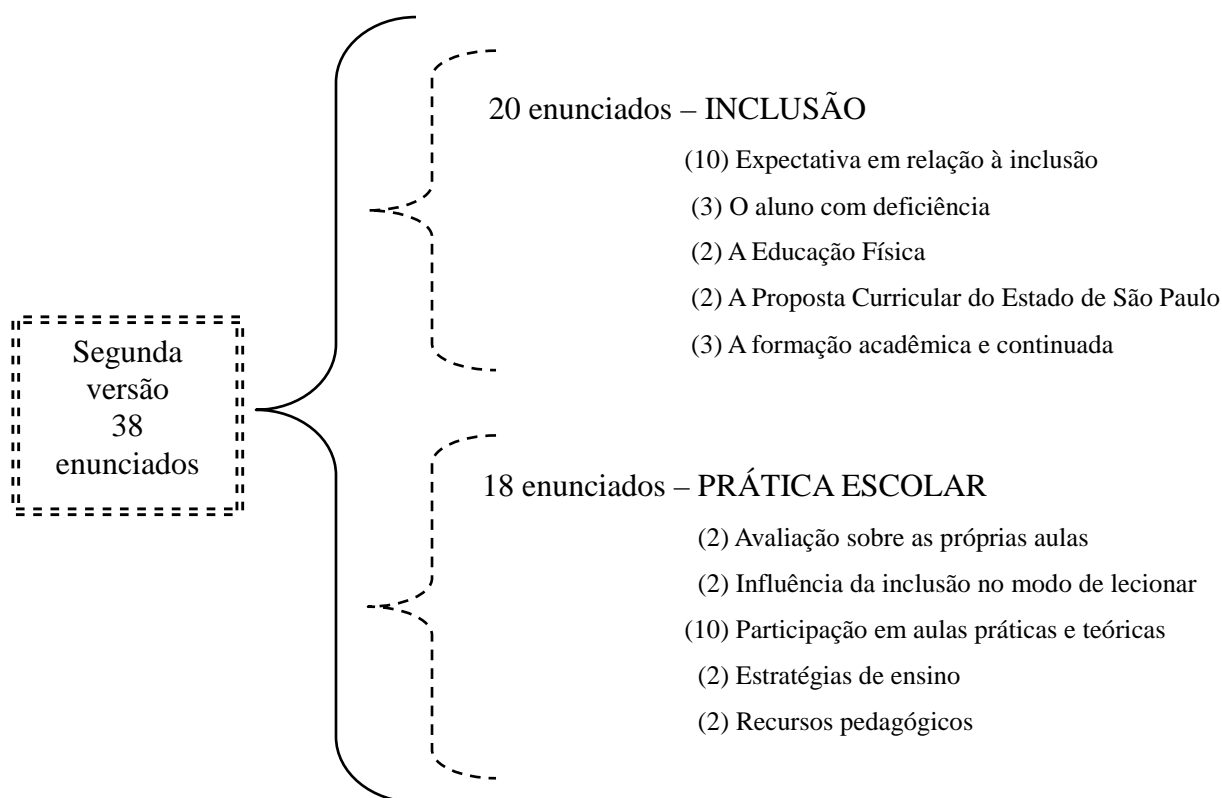 20 enunciados – INCLUSÃO
(10) Expectativa em relação à inclusão
(3) O aluno com deficiência
(2) A Educação Física
(2) A Proposta Curricular do Estado de São Paulo
(3) A formação acadêmica e continuada
Segunda
versão
38
enunciados
18 enunciados – PRÁTICA ESCOLAR
(2) Avaliação sobre as próprias aulas
(2) Influência da inclusão no modo de lecionar
(10) Participação em aulas práticas e teóricas
(2) Estratégias de ensino
(2) Recursos pedagógicos